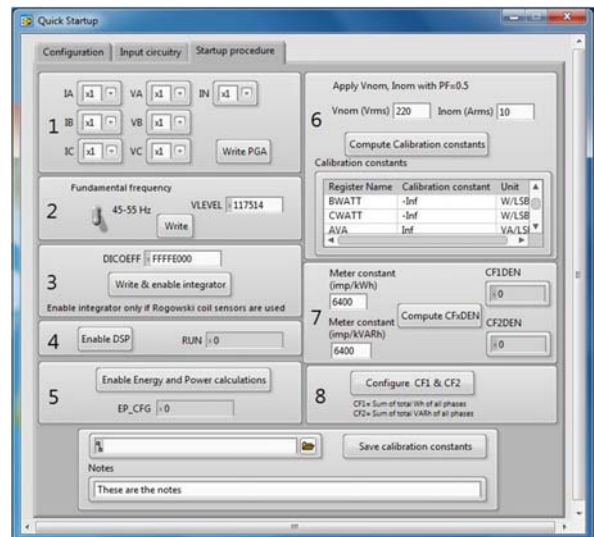 Quick Startup
Configuration
Input circuitry
Startup procedure
1
IA x1
VA x1
IN x1
IB x1
VB x1
IC x1
VC x1
Write PGA
2
Fundamental frequency
45-55 Hz
VLEVEL 117514
Write
3
DICOEFF FFFFE000
Write & enable integrator
Enable integrator only if Rogowski coil sensors are used
4
Enable DSP
RUN 0
5
Enable Energy and Power calculations
EP_CFG 0
6
Apply Vnom, Inom with PF=0.5
Vnom (Vrms) 220
Inom (Arms) 10
Compute Calibration constants
Calibration constants
Register Name Calibration constant Unit
BWATT -Inf W/LSB
CWATT -Inf W/LSB
AVA Inf VA/LSB
7
Meter constant
(imp/kWh)
6400
Meter constant
(imp/kVARh)
6400
Compute CFxDEN
CF1DEN
0
CF2DEN
0
8
Configure CF1 & CF2
CF1= Sum of total Wh of all phases
CF2= Sum of total VARh of all phases
Save calibration constants
Notes
These are the notes